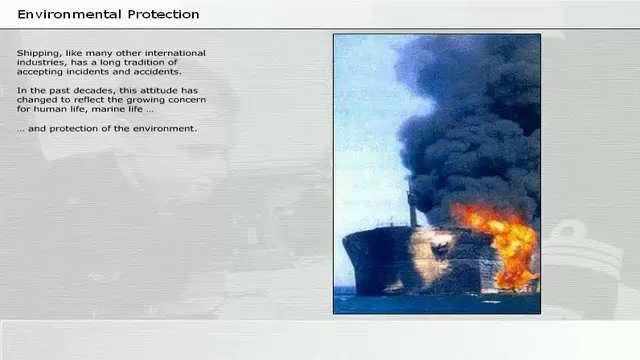 Environmental Protection
Shipping, like many other international
industries, has a long tradition of
accepting incidents and accidents.
In the past decades, this attitude has
changed to reflect the growing concern
for human life, marine life ...
... and protection of the environment.